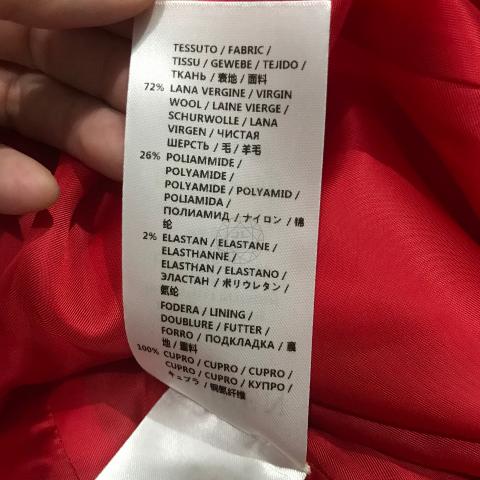 TESSUTO / FABRIC /
TISSU / GEWEBE / TEJIDO /
ТКАНЬ / 表地 / 面料
72% LANA VERGINE / VIRGIN
WOOL / LAINE VIERGE /
SCHURWOLLE / LANA
VIRGEN / ЧИСТАЯ
ШЕРСТЬ / 毛 / 羊毛
26% POLIAMMIDE /
POLYAMIDE /
POLYAMIDE / POLYAMID /
POLIAMIDA /
ПОЛИАМИД / ナイロン / 锦
纶
2% ELASTAN / ELASTANE /
ELASTHANNE /
ELASTHAN / ELASTANO /
ЭЛАСТАН / ポリウレタン /
氨纶
FODERA / LINING /
DOUBLURE / FUTTER /
FORRO / ПОДКЛАДКА / 裏
地 / 里料
100% CUPRO / CUPRO / CUPRO /
CUPRO / CUPRO / КУПРО /
キュプラ / 铜氨纤维